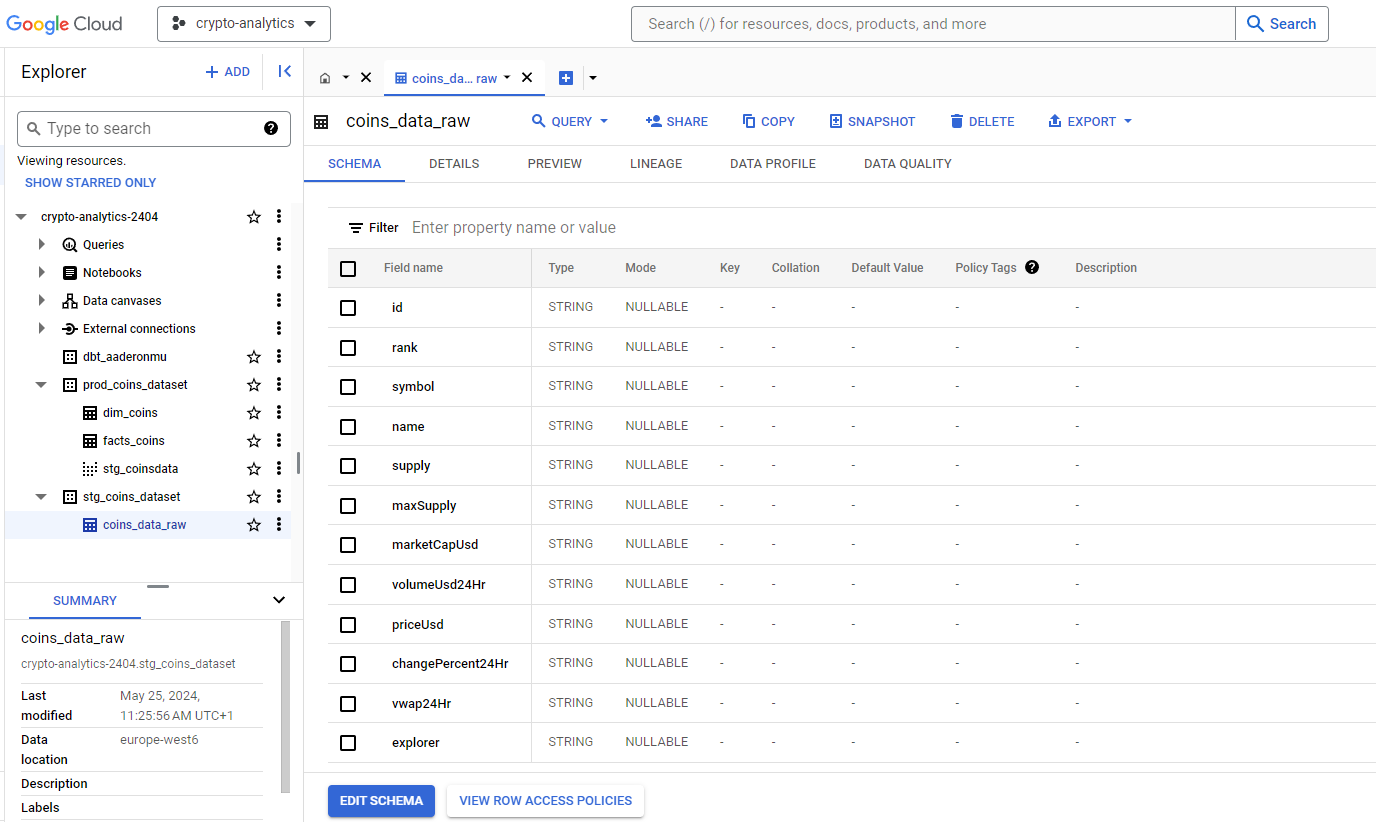 Google Cloud
crypto-analytics
Search (/) for resources, docs, products, and more
Search
Explorer
ADD
Type to search
Viewing resources.
SHOW STARRED ONLY
crypto-analytics-2404
Queries
Notebooks
Data canvases
External connections
dbt_aaderonmu
prod_coins_dataset
dim_coins
facts_coins
stg_coinsdata
stg_coins_dataset
coins_data_raw
SUMMARY
coins_data_raw
crypto-analytics-2404.stg_coins_dataset
Last modified May 25, 2024, 11:25:56 AM UTC+1
Data location europe-west6
Description
Labels
coins_da... raw
coins_data_raw
QUERY SHARE COPY SNAPSHOT DELETE EXPORT
SCHEMA DETAILS PREVIEW LINEAGE DATA PROFILE DATA QUALITY
Filter Enter property name or value
Field name Type Mode Key Collation Default Value Policy Tags Description
id STRING NULLABLE - - - - -
rank STRING NULLABLE - - - - -
symbol STRING NULLABLE - - - - -
name STRING NULLABLE - - - - -
supply STRING NULLABLE - - - - -
maxSupply STRING NULLABLE - - - - -
marketCapUsd STRING NULLABLE - - - - -
volumeUsd24Hr STRING NULLABLE - - - - -
priceUsd STRING NULLABLE - - - - -
changePercent24Hr STRING NULLABLE - - - - -
vwap24Hr STRING NULLABLE - - - - -
explorer STRING NULLABLE - - - - -
EDIT SCHEMA VIEW ROW ACCESS POLICIES